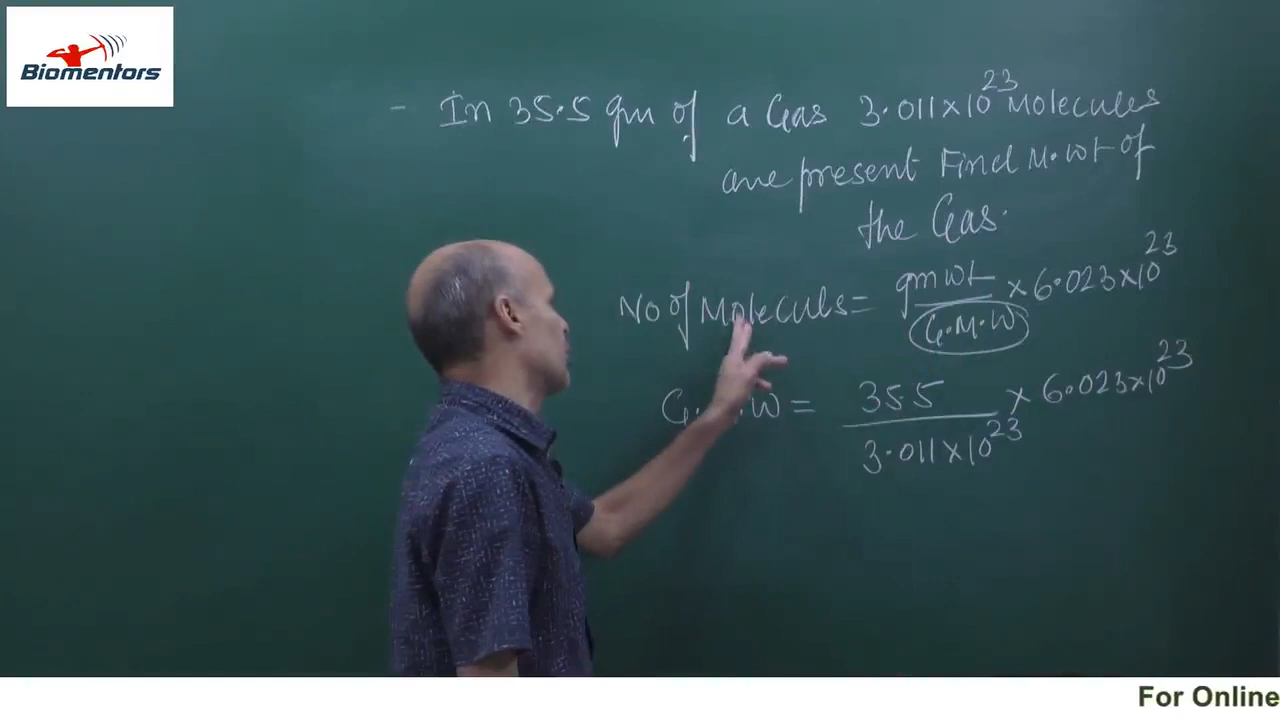 Biomentors
- In 35.5 gm of a Gas 3.011×10²³ Molecules
are present Find M.Wt of
the Gas.
No of Moleculs = gm wt / G.M.W × 6.023×10²³
G. . W = 35.5 / 3.011×10²³ × 6.023×10²³
For Online